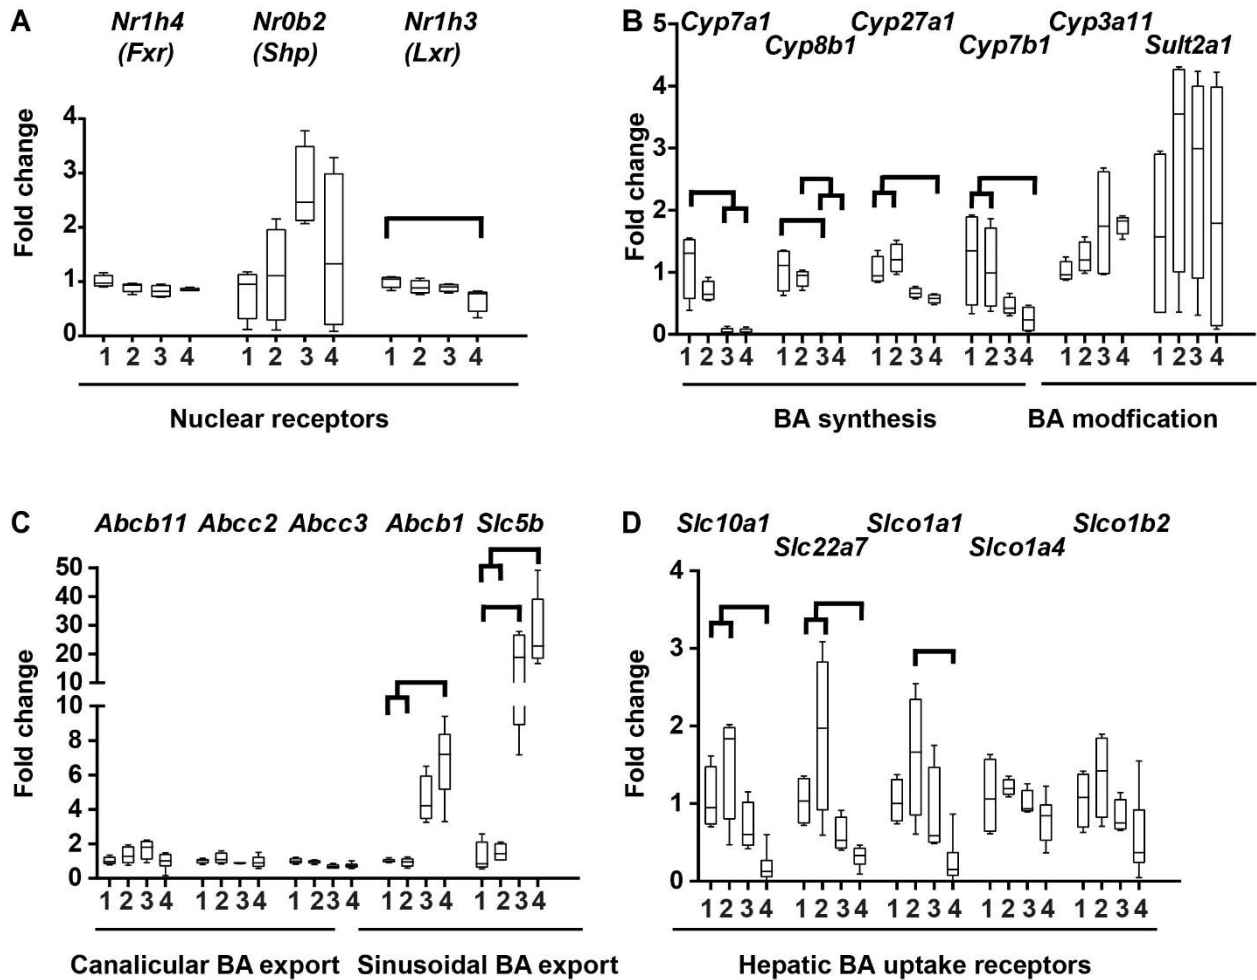 A
Nr1h4 Nr0b2 Nr1h3
(Fxr) (Shp) (Lxr)
Fold change
4
3
2
1
0
1 2 3 4 1 2 3 4 1 2 3 4
Nuclear receptors
B
Cyp7a1 Cyp27a1 Cyp3a11
Cyp8b1 Cyp7b1 Sult2a1
Fold change
5
4
3
2
1
0
1 2 3 4 1 2 3 4 1 2 3 4 1 2 3 4 1 2 3 4 1 2 3 4
BA synthesis BA modfication
C
Abcb11 Abcc2 Abcc3 Abcb1 Slc5b
Fold change
50
40
30
20
10
10
8
6
4
2
0
1 2 3 4 1 2 3 4 1 2 3 4 1 2 3 4 1 2 3 4
Canalicular BA export Sinusoidal BA export
D
Slc10a1 Slco1a1 Slco1b2
Slc22a7 Slco1a4
Fold change
4
3
2
1
0
1 2 3 4 1 2 3 4 1 2 3 4 1 2 3 4 1 2 3 4
Hepatic BA uptake receptors